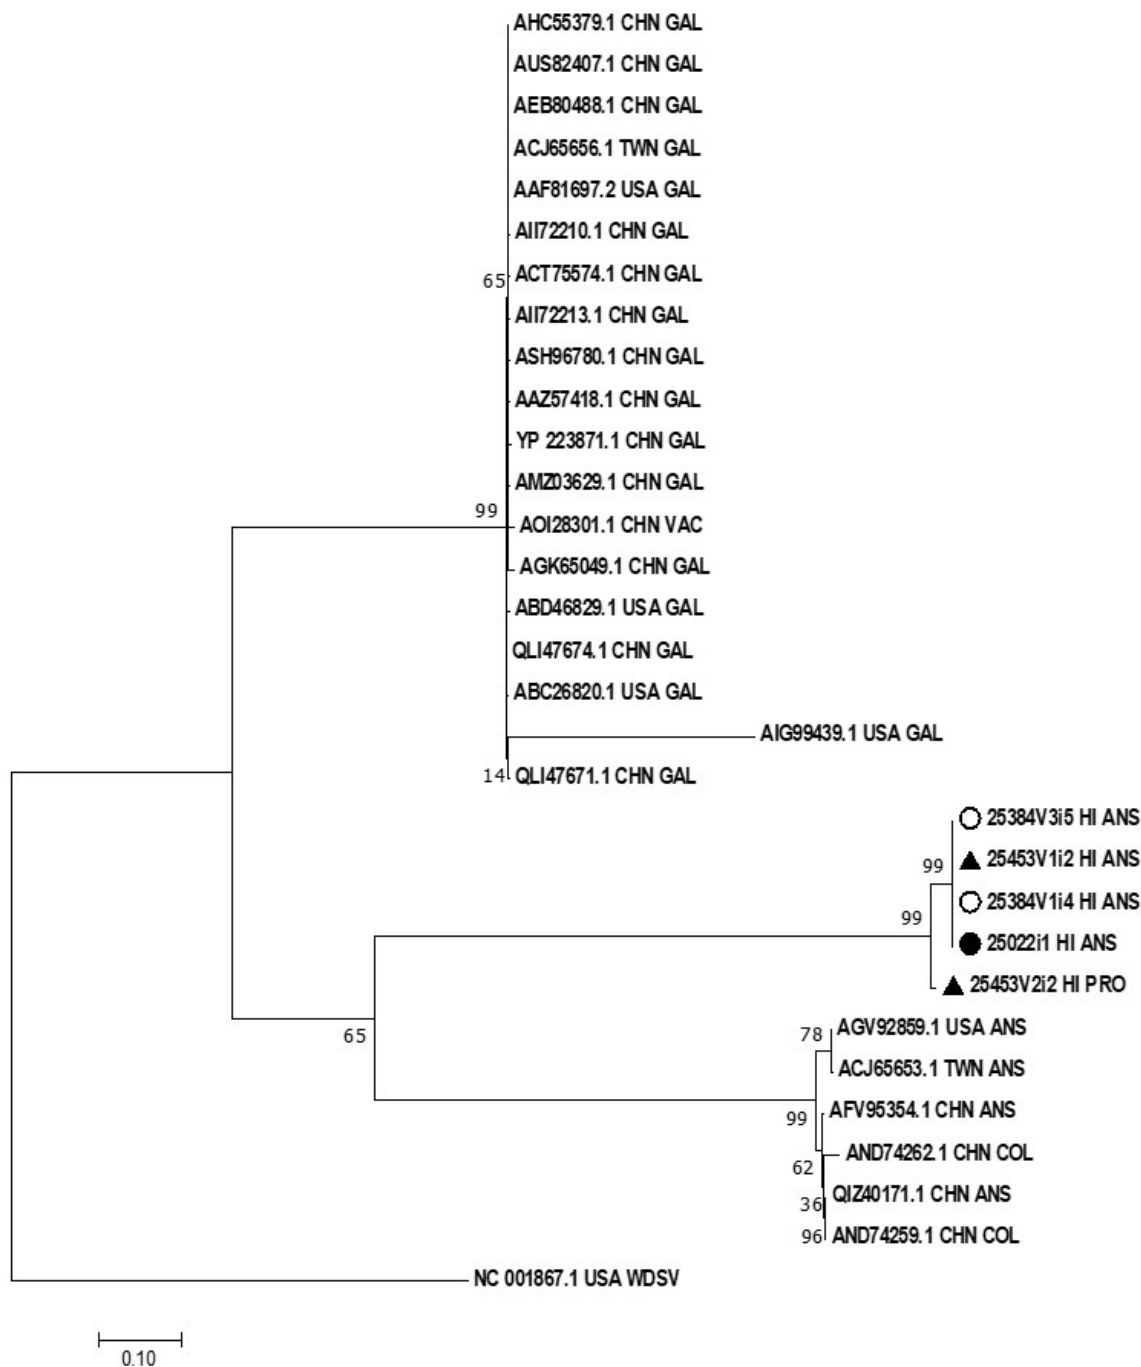 AHC55379.1 CHN GAL
AUS82407.1 CHN GAL
AEB80488.1 CHN GAL
ACJ65656.1 TWN GAL
AAF81697.2 USA GAL
AII72210.1 CHN GAL
ACT75574.1 CHN GAL
65
AII72213.1 CHN GAL
ASH96780.1 CHN GAL
AAZ57418.1 CHN GAL
YP 223871.1 CHN GAL
AMZ03629.1 CHN GAL
99
AOI28301.1 CHN VAC
AGK65049.1 CHN GAL
ABD46829.1 USA GAL
QLI47674.1 CHN GAL
ABC26820.1 USA GAL
AIG99439.1 USA GAL
14
QLI47671.1 CHN GAL
25384V3i5 HI ANS
25453V1i2 HI ANS
99
25384V1i4 HI ANS
99
25022i1 HI ANS
25453V2i2 HI PRO
AGV92859.1 USA ANS
78
65
ACJ65653.1 TWN ANS
AFV95354.1 CHN ANS
99
AND74262.1 CHN COL
62
QIZ40171.1 CHN ANS
36
96
AND74259.1 CHN COL
NC 001867.1 USA WDSV
0.10